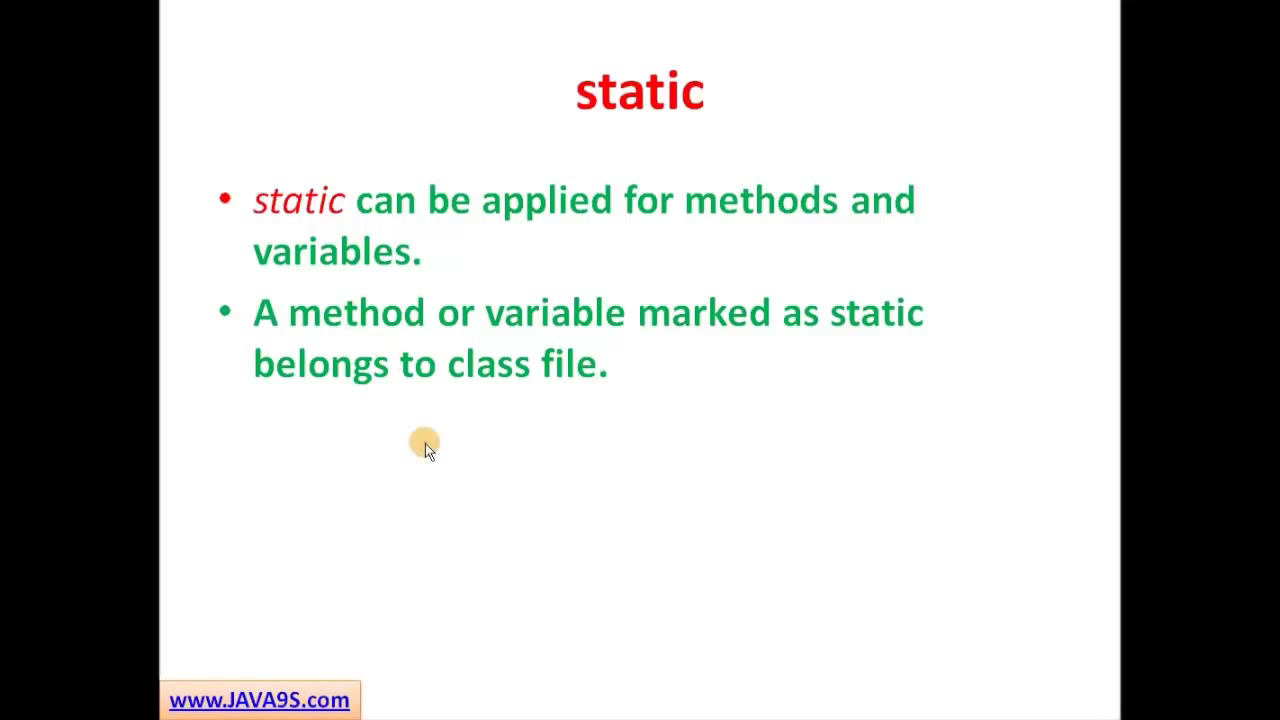 static
• static can be applied for methods and
variables.
• A method or variable marked as static
belongs to class file.
www.JAVA9S.com